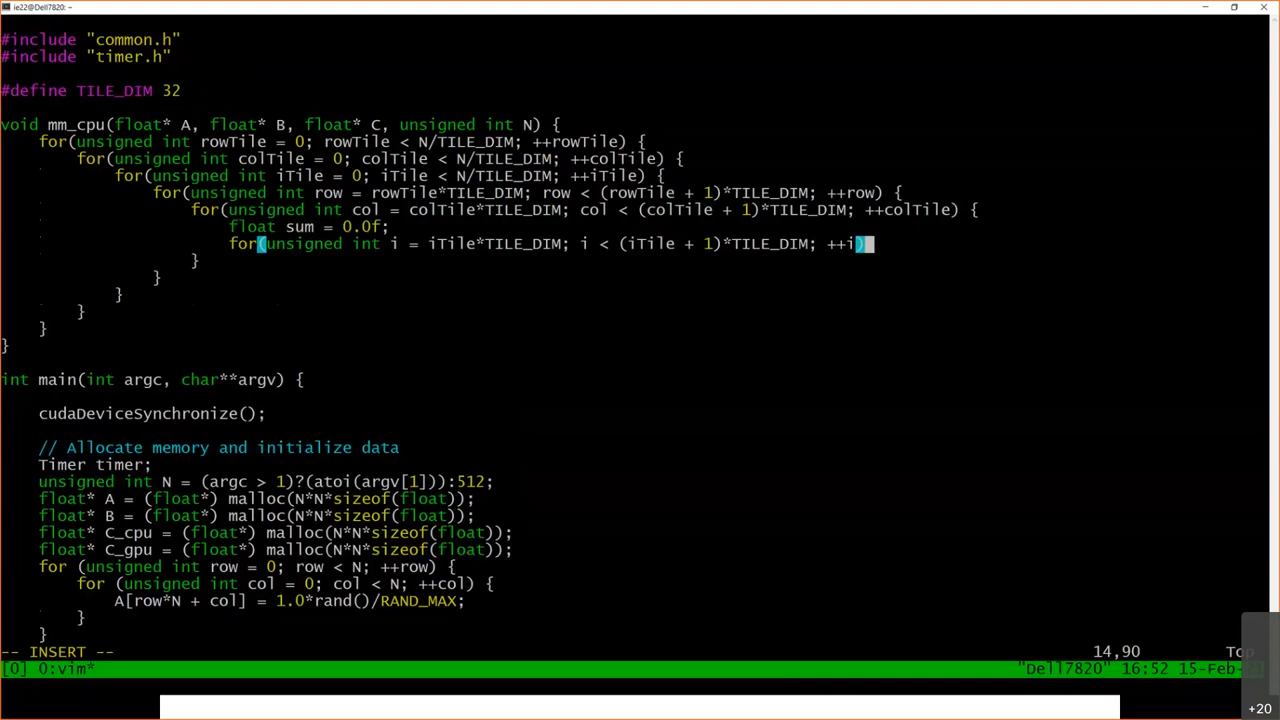 ie22@Dell7820: ~
#include "common.h"
#include "timer.h"
#define TILE_DIM 32
void mm_cpu(float* A, float* B, float* C, unsigned int N) {
    for(unsigned int rowTile = 0; rowTile < N/TILE_DIM; ++rowTile) {
        for(unsigned int colTile = 0; colTile < N/TILE_DIM; ++colTile) {
            for(unsigned int iTile = 0; iTile < N/TILE_DIM; ++iTile) {
                for(unsigned int row = rowTile*TILE_DIM; row < (rowTile + 1)*TILE_DIM; ++row) {
                    for(unsigned int col = colTile*TILE_DIM; col < (colTile + 1)*TILE_DIM; ++colTile) {
                        float sum = 0.0f;
                        for(unsigned int i = iTile*TILE_DIM; i < (iTile + 1)*TILE_DIM; ++i)
                    }
                }
            }
        }
    }
}
int main(int argc, char**argv) {
    cudaDeviceSynchronize();
    // Allocate memory and initialize data
    Timer timer;
    unsigned int N = (argc > 1)?(atoi(argv[1])):512;
    float* A = (float*) malloc(N*N*sizeof(float));
    float* B = (float*) malloc(N*N*sizeof(float));
    float* C_cpu = (float*) malloc(N*N*sizeof(float));
    float* C_gpu = (float*) malloc(N*N*sizeof(float));
    for (unsigned int row = 0; row < N; ++row) {
        for (unsigned int col = 0; col < N; ++col) {
            A[row*N + col] = 1.0*rand()/RAND_MAX;
        }
    }
-- INSERT -- 14,90 Top
[0] 0:vim* "Dell7820" 16:52 15-Feb-
+20